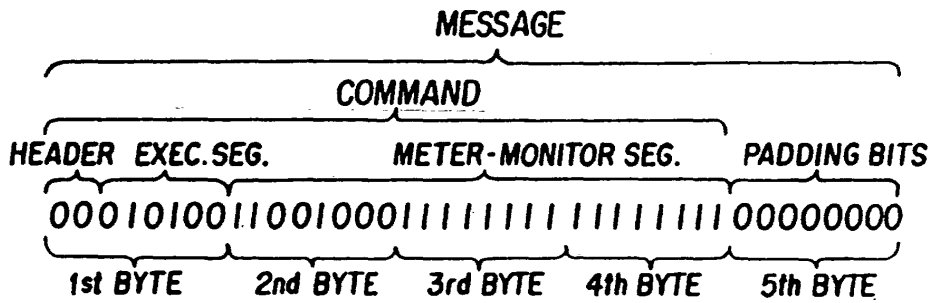 MESSAGE
COMMAND
HEADER EXEC. SEG. METER-MONITOR SEG. PADDING BITS
0001010011001000111111111111111100000000
1st BYTE 2nd BYTE 3rd BYTE 4th BYTE 5th BYTE